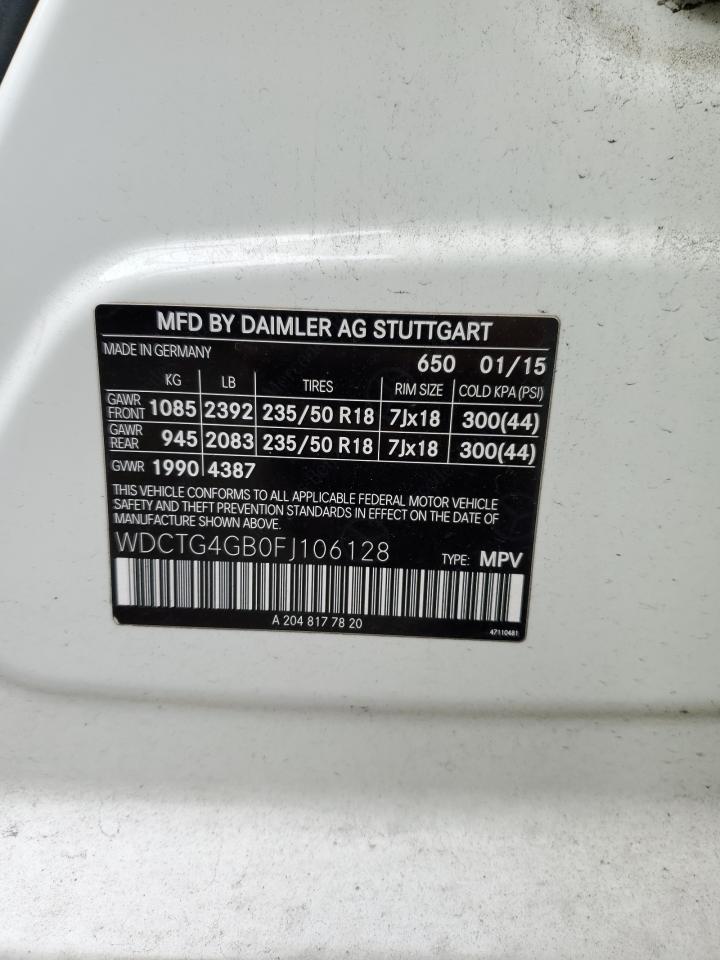 MFD BY DAIMLER AG STUTTGART
MADE IN GERMANY 650 01/15
KG LB TIRES RIM SIZE COLD KPA (PSI)
GAWR FRONT 1085 2392 235/50 R18 7Jx18 300(44)
GAWR REAR 945 2083 235/50 R18 7Jx18 300(44)
GVWR 1990 4387
THIS VEHICLE CONFORMS TO ALL APPLICABLE FEDERAL MOTOR VEHICLE
SAFETY AND THEFT PREVENTION STANDARDS IN EFFECT ON THE DATE OF
MANUFACTURE SHOWN ABOVE.
WDCTG4GB0FJ106128 TYPE: MPV
A 204 817 78 20
47110481